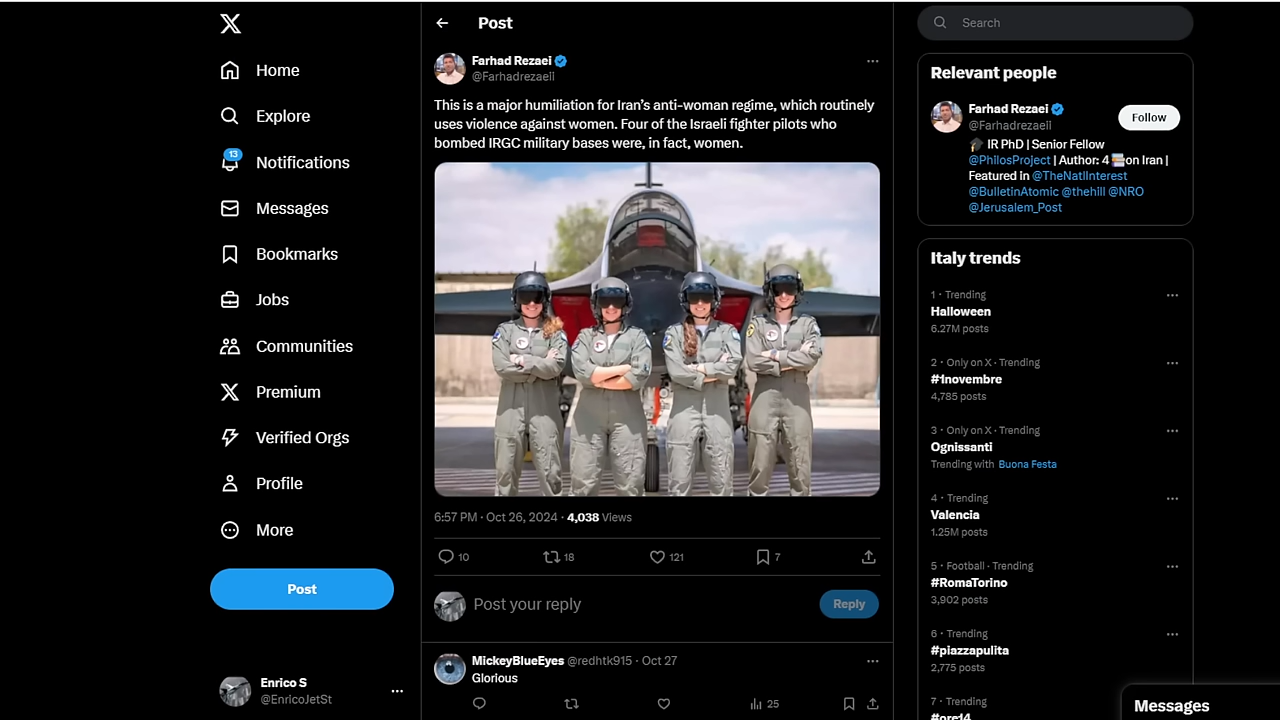 Home
Explore
13
Notifications
Messages
Bookmarks
Jobs
Communities
Premium
Verified Orgs
Profile
More
Post
Enrico S
@EnricoJetSt
Post
Farhad Rezaei
@Farhadrezaeii
This is a major humiliation for Iran’s anti-woman regime, which routinely
uses violence against women. Four of the Israeli fighter pilots who
bombed IRGC military bases were, in fact, women.
6:57 PM · Oct 26, 2024 · 4,038 Views
10 18 121 7
Post your reply
Reply
MickeyBlueEyes @redhtk915 · Oct 27
Glorious
25
Search
Relevant people
Farhad Rezaei
@Farhadrezaeii
Follow
IR PhD | Senior Fellow
@PhilosProject | Author: 4 on Iran |
Featured in @TheNatlInterest
@BulletinAtomic @thehill @NRO
@Jerusalem_Post
Italy trends
1 · Trending
Halloween
6.27M posts
2 · Only on X · Trending
#1novembre
4,785 posts
3 · Only on X · Trending
Ognissanti
Trending with Buona Festa
4 · Trending
Valencia
1.25M posts
5 · Football · Trending
#RomaTorino
3,902 posts
6 · Trending
#piazzapulita
2,775 posts
7 · Trending
#ore14
Messages